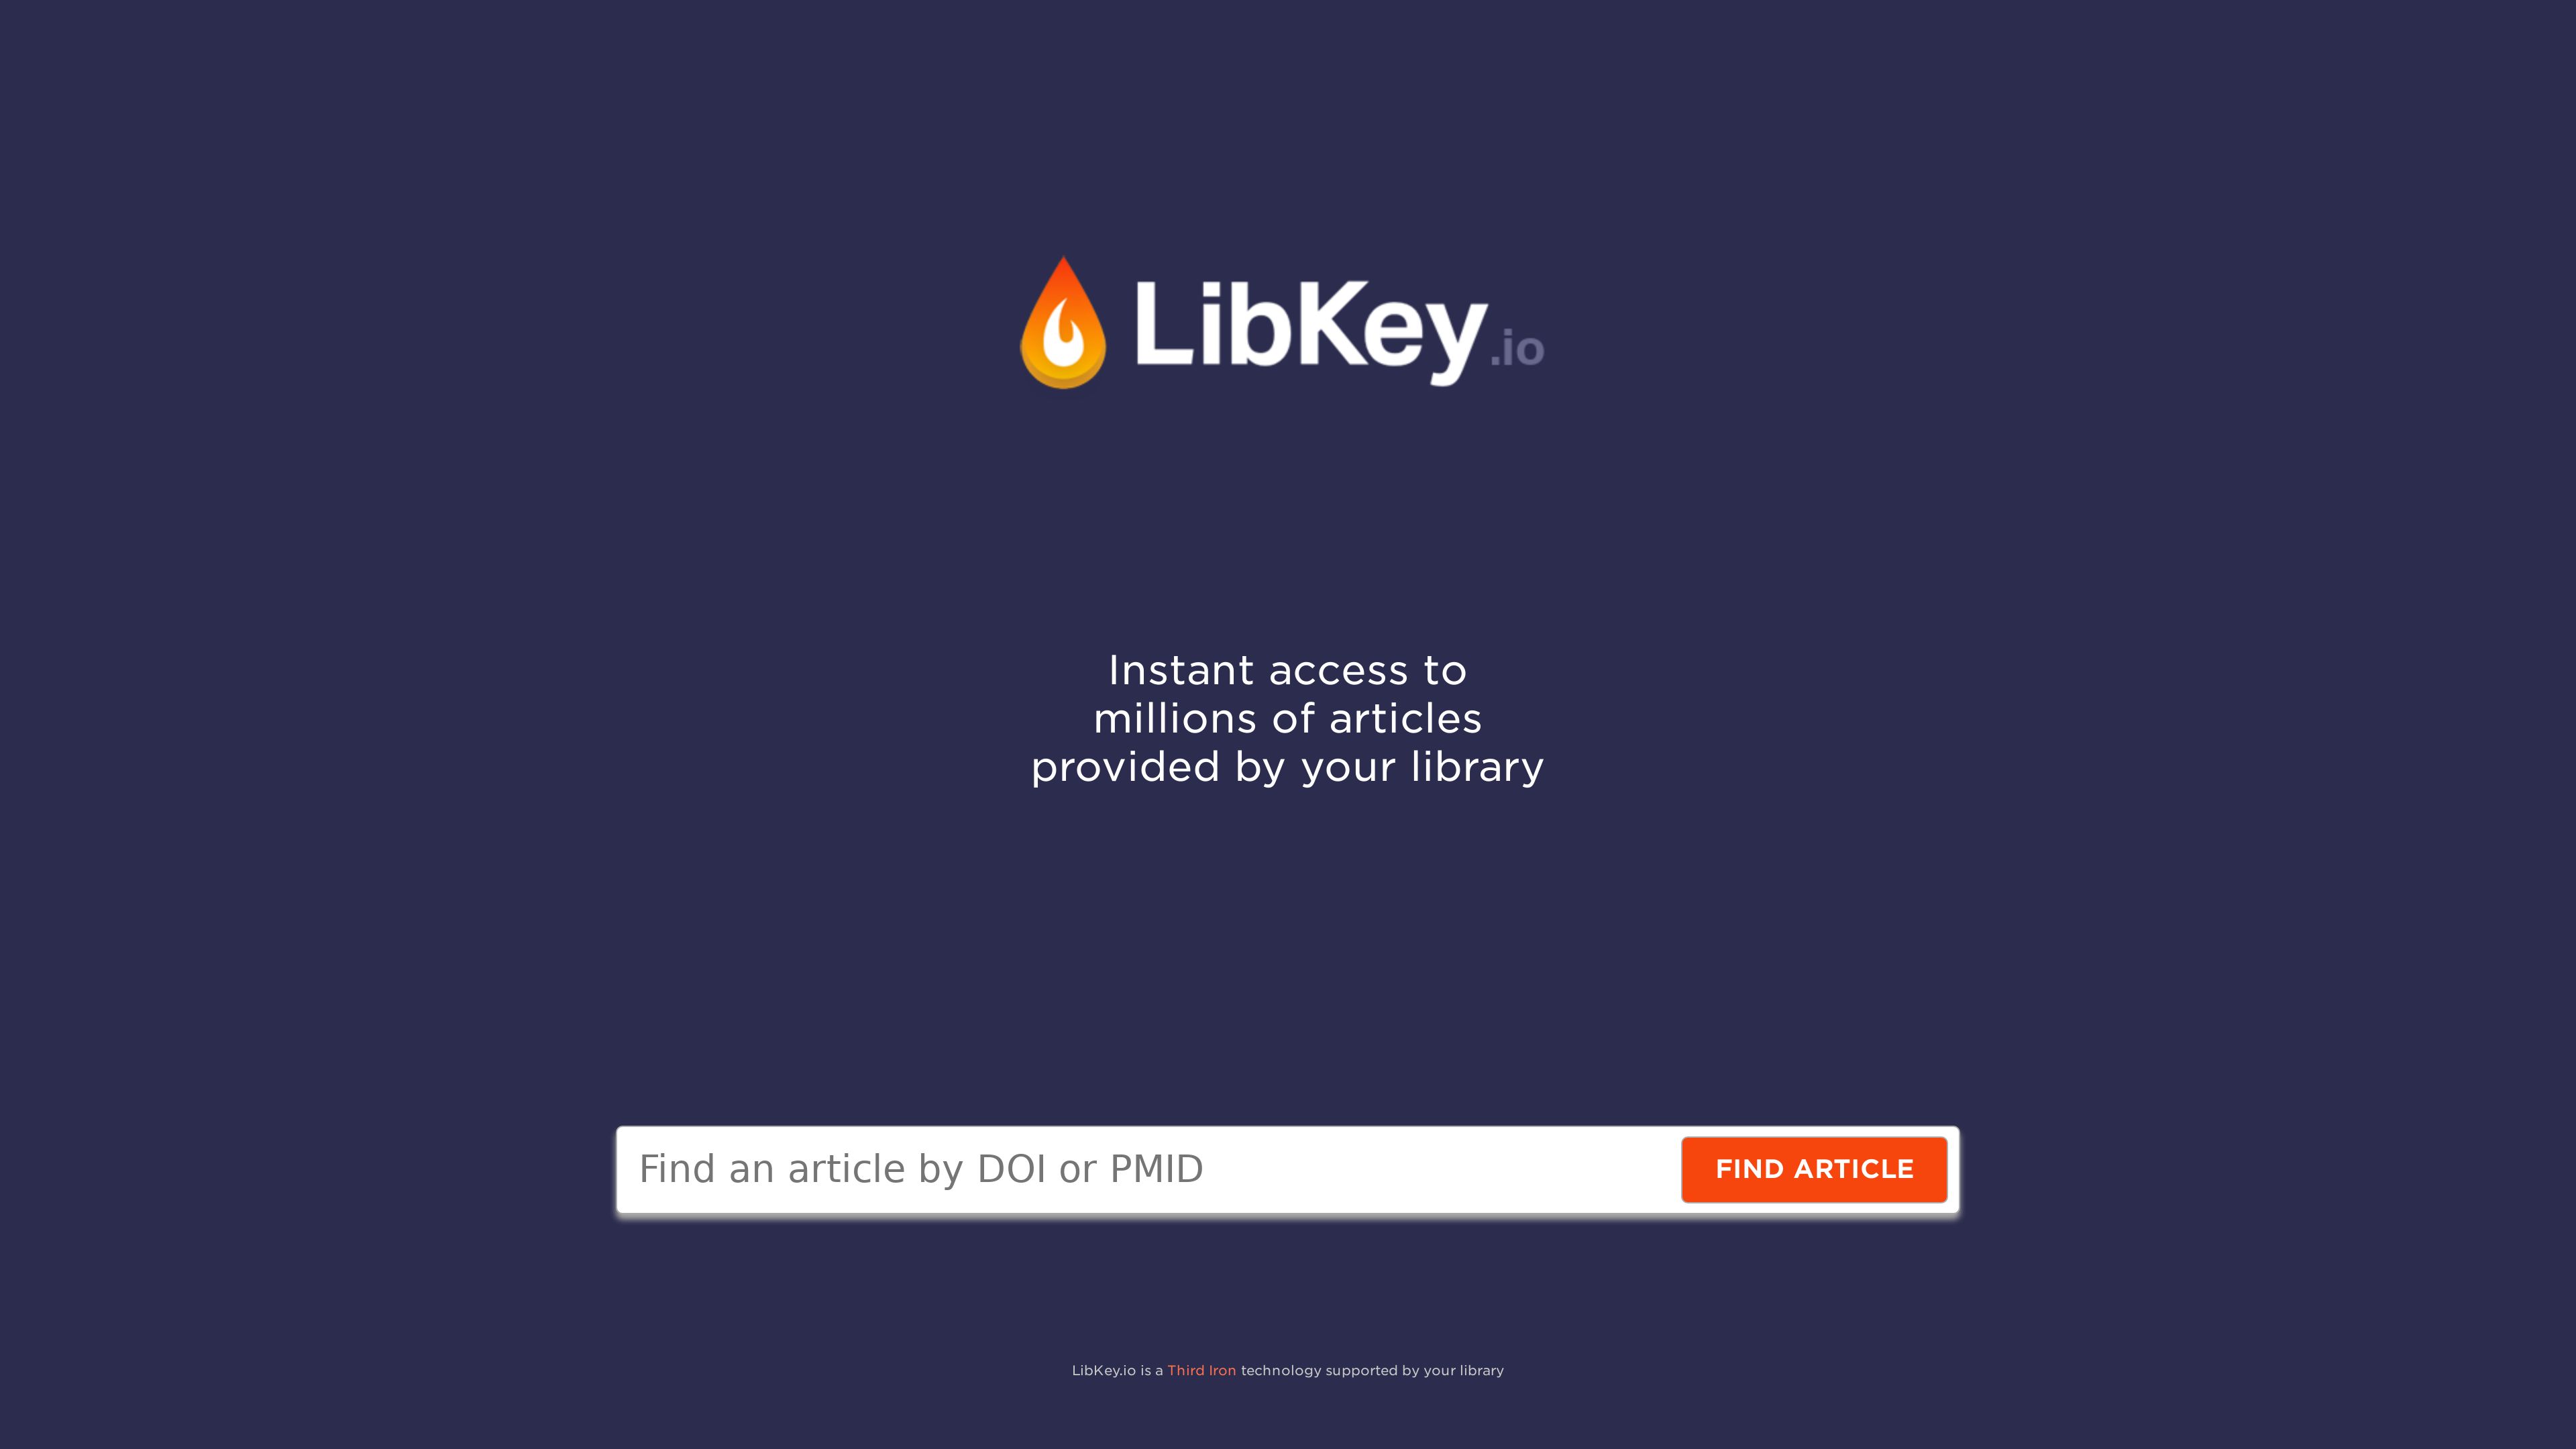 LibKey.io
Instant access to
millions of articles
provided by your library
Find an article by DOI or PMID
FIND ARTICLE
LibKey.io is a Third Iron technology supported by your library